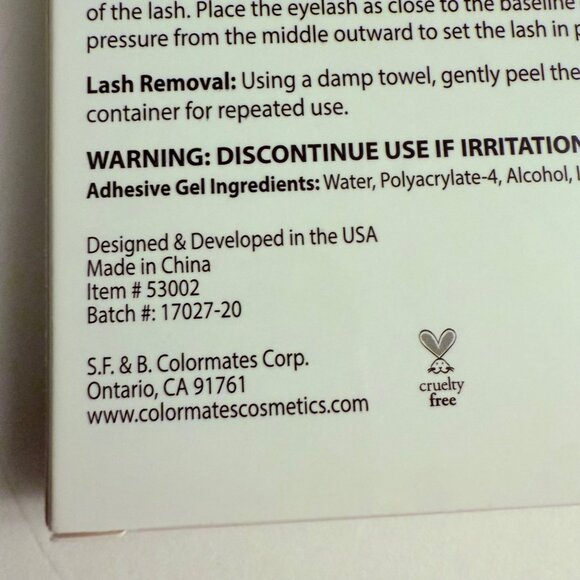 of the lash. Place the eyelash as close to the baseline
pressure from the middle outward to set the lash in
Lash Removal: Using a damp towel, gently peel the
container for repeated use.
WARNING: DISCONTINUE USE IF IRRITATION
Adhesive Gel Ingredients: Water, Polyacrylate-4, Alcohol,
Designed & Developed in the USA
Made in China
Item # 53002
Batch #: 17027-20
S.F. & B. Colormates Corp.
Ontario, CA 91761
www.colormatescosmetics.com
cruelty
free